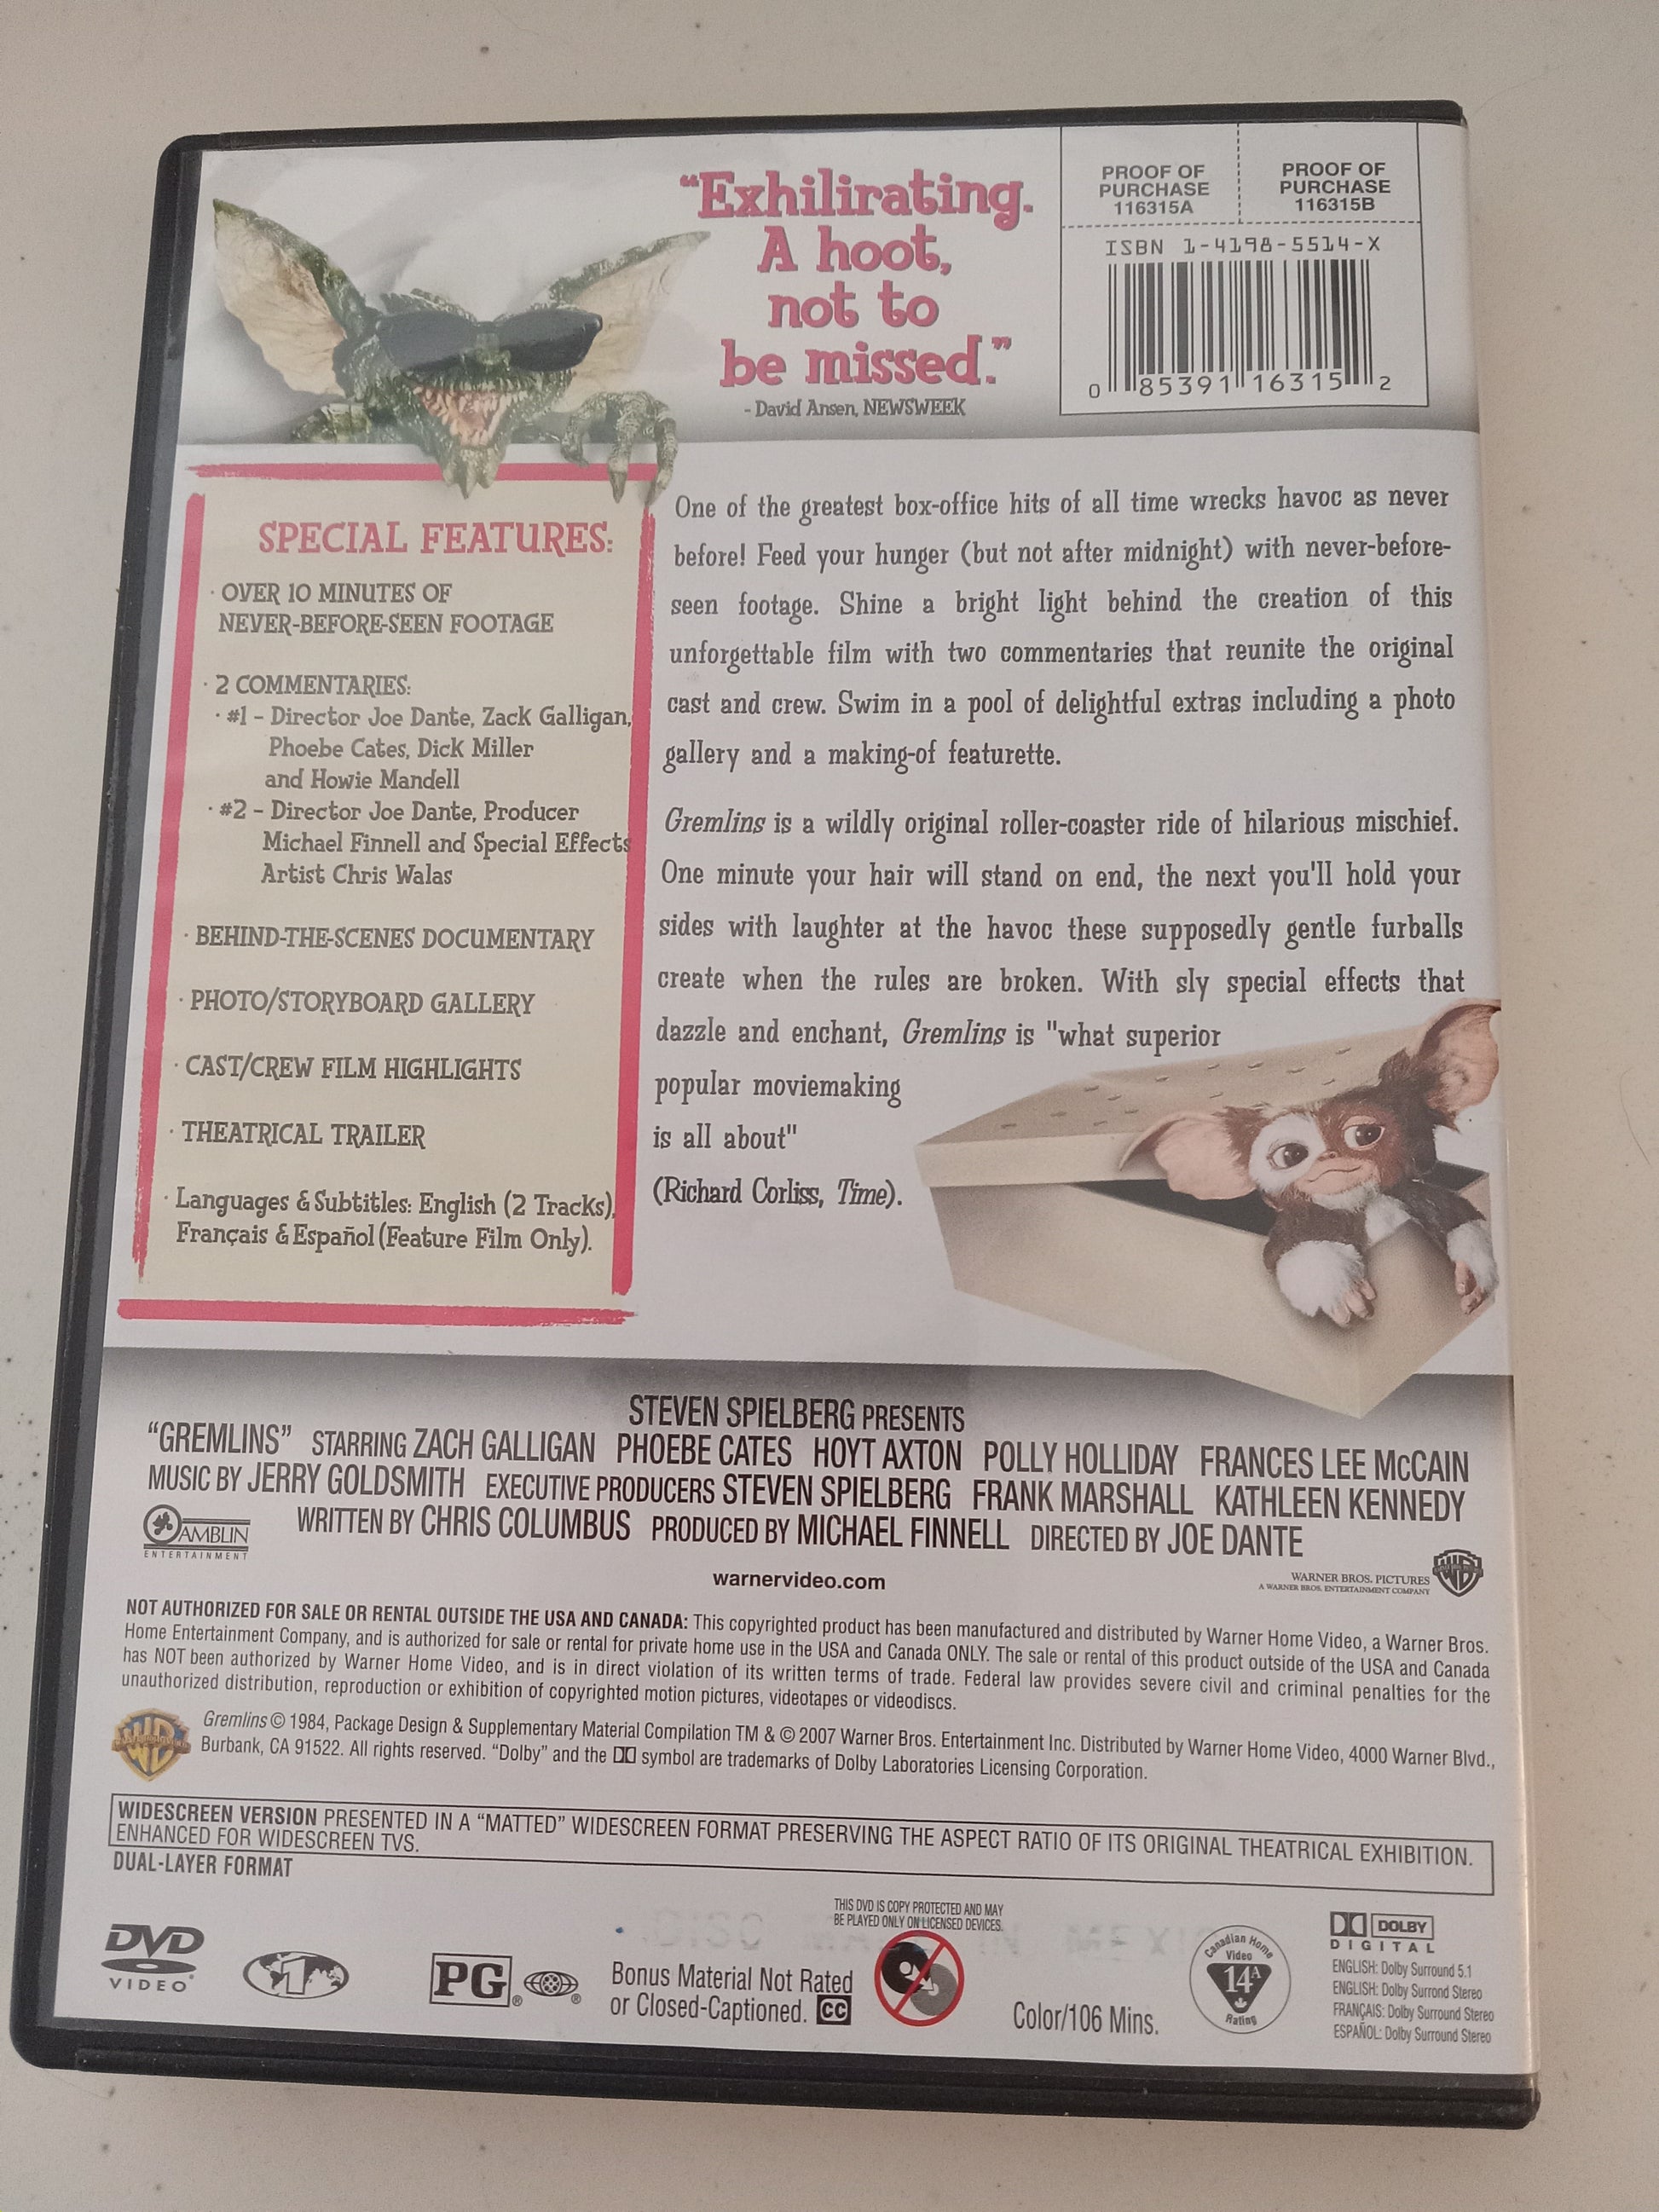 “Exhilirating.
A hoot,
not to
be missed.”
- David Ansen, NEWSWEEK
PROOF OF
PURCHASE
116315A
PROOF OF
PURCHASE
116315B
ISBN 1-4198-5514-X
0 85391 16315 2
SPECIAL FEATURES:
· OVER 10 MINUTES OF
NEVER-BEFORE-SEEN FOOTAGE
· 2 COMMENTARIES:
· #1 – Director Joe Dante, Zack Galligan,
Phoebe Cates, Dick Miller
and Howie Mandell
· #2 – Director Joe Dante, Producer
Michael Finnell and Special Effects
Artist Chris Walas
· BEHIND-THE-SCENES DOCUMENTARY
· PHOTO/STORYBOARD GALLERY
· CAST/CREW FILM HIGHLIGHTS
· THEATRICAL TRAILER
· Languages & Subtitles: English (2 Tracks),
Français & Español (Feature Film Only).
One of the greatest box-office hits of all time wrecks havoc as never
before! Feed your hunger (but not after midnight) with never-before-
seen footage. Shine a bright light behind the creation of this
unforgettable film with two commentaries that reunite the original
cast and crew. Swim in a pool of delightful extras including a photo
gallery and a making-of featurette.
Gremlins is a wildly original roller-coaster ride of hilarious mischief.
One minute your hair will stand on end, the next you'll hold your
sides with laughter at the havoc these supposedly gentle furballs
create when the rules are broken. With sly special effects that
dazzle and enchant, Gremlins is "what superior
popular moviemaking
is all about"
(Richard Corliss, Time).
STEVEN SPIELBERG PRESENTS
“GREMLINS” STARRING ZACH GALLIGAN PHOEBE CATES HOYT AXTON POLLY HOLLIDAY FRANCES LEE McCAIN
MUSIC BY JERRY GOLDSMITH EXECUTIVE PRODUCERS STEVEN SPIELBERG FRANK MARSHALL KATHLEEN KENNEDY
WRITTEN BY CHRIS COLUMBUS PRODUCED BY MICHAEL FINNELL DIRECTED BY JOE DANTE
AMBLIN
ENTERTAINMENT
warnervideo.com
WARNER BROS. PICTURES
A WARNER BROS. ENTERTAINMENT COMPANY
NOT AUTHORIZED FOR SALE OR RENTAL OUTSIDE THE USA AND CANADA: This copyrighted product has been manufactured and distributed by Warner Home Video, a Warner Bros.
Home Entertainment Company, and is authorized for sale or rental for private home use in the USA and Canada ONLY. The sale or rental of this product outside of the USA and Canada
has NOT been authorized by Warner Home Video, and is in direct violation of its written terms of trade. Federal law provides severe civil and criminal penalties for the
unauthorized distribution, reproduction or exhibition of copyrighted motion pictures, videotapes or videodiscs.
Gremlins © 1984, Package Design & Supplementary Material Compilation TM & © 2007 Warner Bros. Entertainment Inc. Distributed by Warner Home Video, 4000 Warner Blvd.,
Burbank, CA 91522. All rights reserved. “Dolby” and the DD symbol are trademarks of Dolby Laboratories Licensing Corporation.
WIDESCREEN VERSION PRESENTED IN A “MATTED” WIDESCREEN FORMAT PRESERVING THE ASPECT RATIO OF ITS ORIGINAL THEATRICAL EXHIBITION.
ENHANCED FOR WIDESCREEN TVS.
DUAL-LAYER FORMAT
DVD
VIDEO
1
PG
Bonus Material Not Rated
or Closed-Captioned. CC
THIS DVD IS COPY PROTECTED AND MAY
BE PLAYED ONLY ON LICENSED DEVICES.
Color/106 Mins.
Canadian Home
Video
14A
Rating
DOLBY
DIGITAL
ENGLISH: Dolby Surround 5.1
ENGLISH: Dolby Surrond Stereo
FRANÇAIS: Dolby Surround Stereo
ESPAÑOL: Dolby Surround Stereo